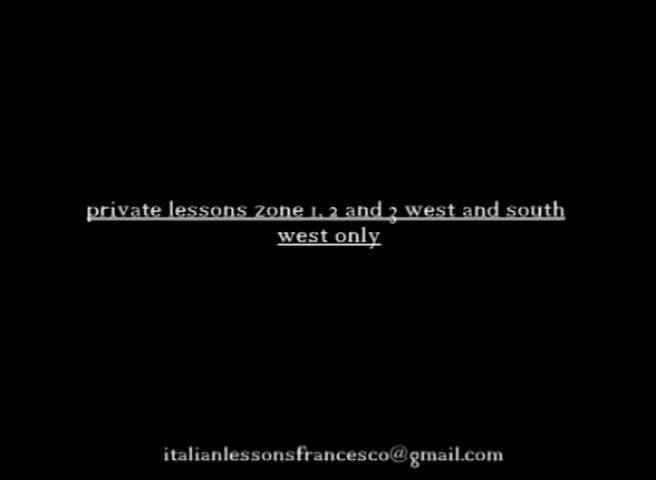 private lessons zone 1, 2 and 3 west and south
west only
italianlessonsfrancesco@gmail.com